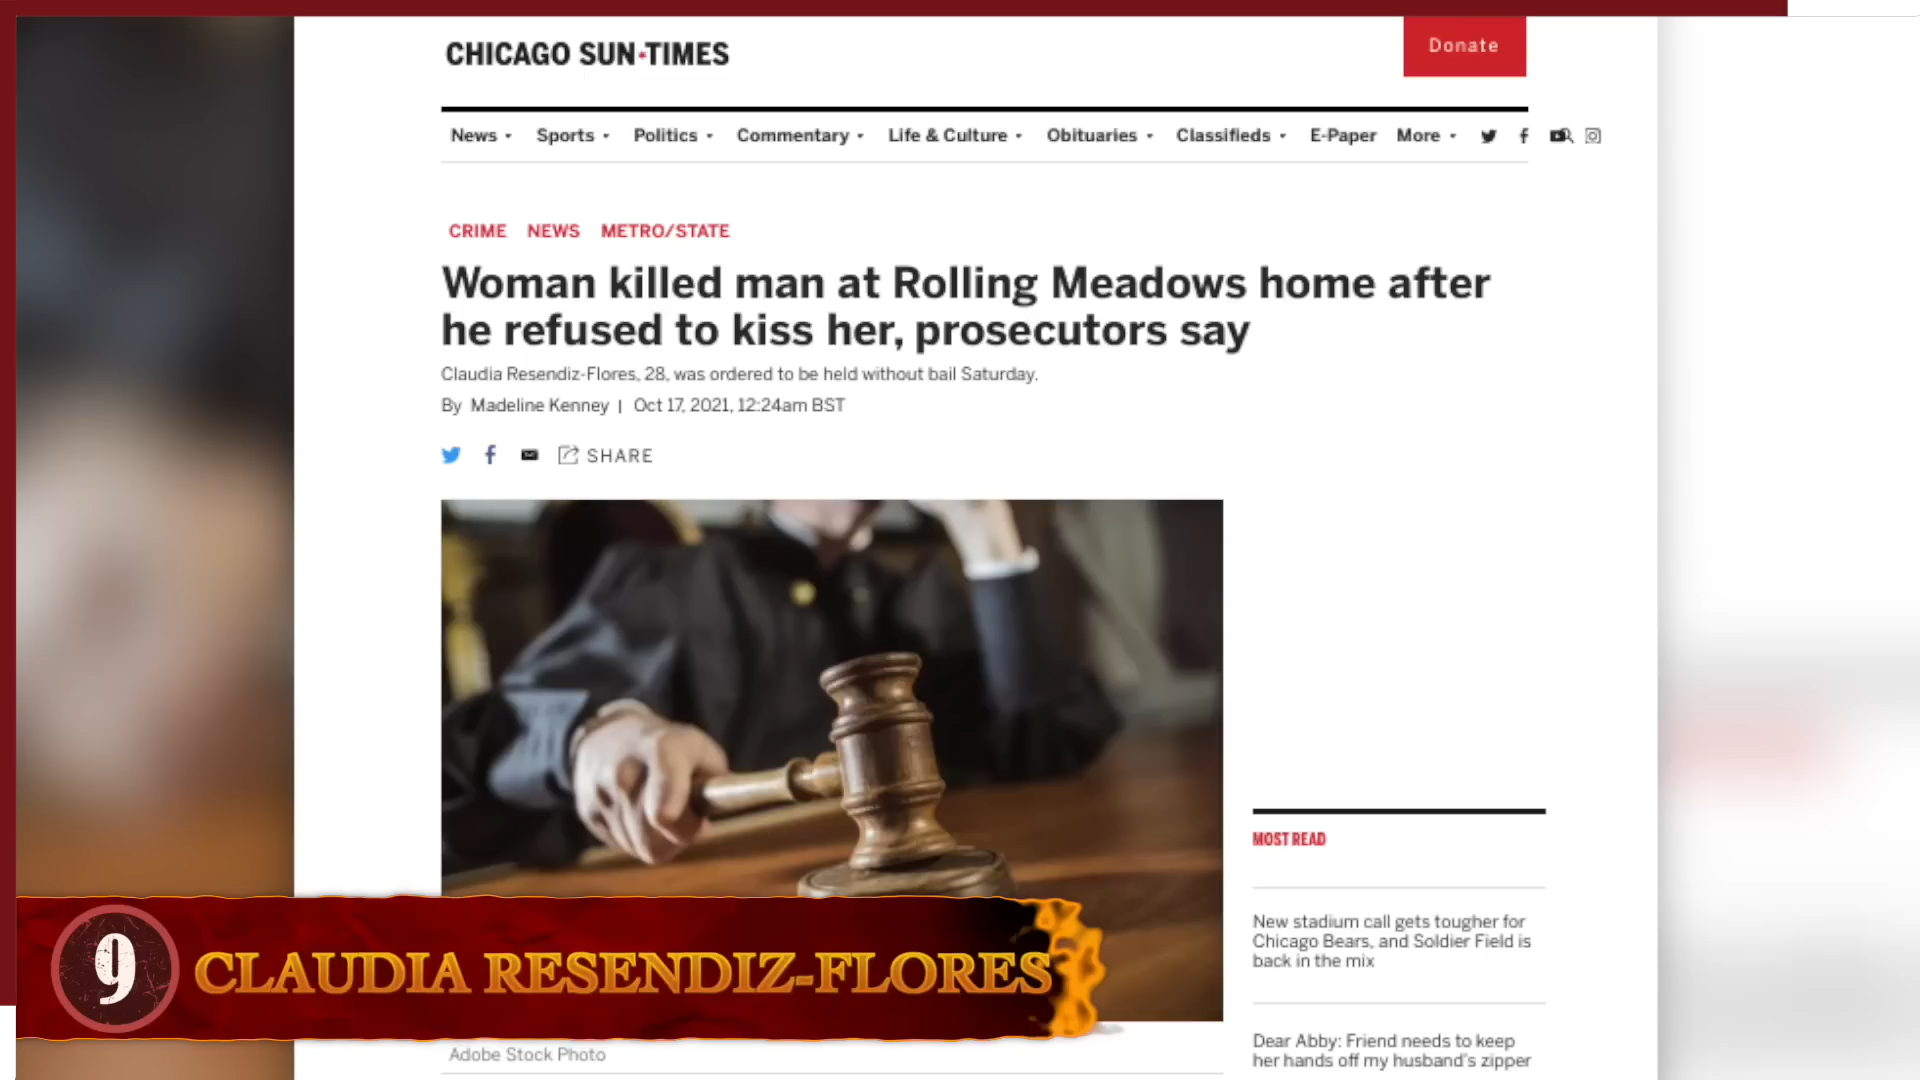 CHICAGO SUN•TIMES
Donate
News Sports Politics Commentary Life & Culture Obituaries Classifieds E-Paper More
CRIME NEWS METRO/STATE
Woman killed man at Rolling Meadows home after
he refused to kiss her, prosecutors say
Claudia Resendiz-Flores, 28, was ordered to be held without bail Saturday.
By Madeline Kenney | Oct 17, 2021, 12:24am BST
SHARE
MOST READ
New stadium call gets tougher for
Chicago Bears, and Soldier Field is
back in the mix
Dear Abby: Friend needs to keep
her hands off my husband's zipper
9 CLAUDIA RESENDIZ-FLORES
Adobe Stock Photo